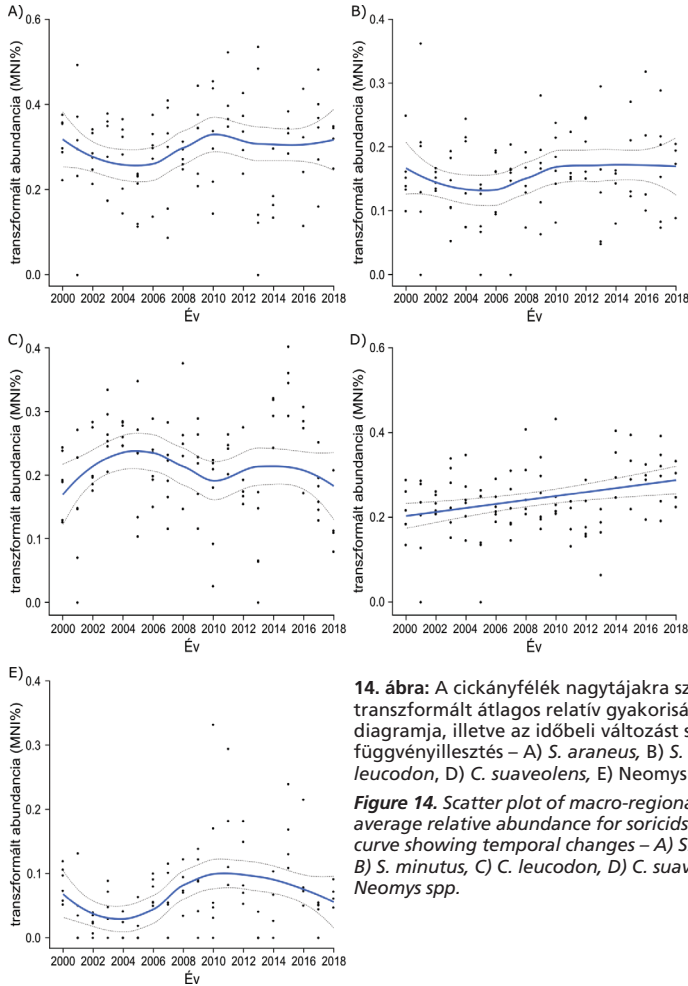 A)
transzformált abundancia (MNI%)
0.6
0.4
0.2
0.0
2000 2002 2004 2006 2008 2010 2012 2014 2016 2018
Év
B)
transzformált abundancia (MNI%)
0.4
0.3
0.2
0.1
0.0
2000 2002 2004 2006 2008 2010 2012 2014 2016 2018
Év
C)
transzformált abundancia (MNI%)
0.4
0.3
0.2
0.1
0.0
2000 2002 2004 2006 2008 2010 2012 2014 2016 2018
Év
D)
transzformált abundancia (MNI%)
0.6
0.4
0.2
0.0
2000 2002 2004 2006 2008 2010 2012 2014 2016 2018
Év
E)
transzformált abundancia (MNI%)
0.4
0.3
0.2
0.1
0.0
2000 2002 2004 2006 2008 2010 2012 2014 2016 2018
Év
14. ábra: A cickányfélék nagytájakra sz
transzformált átlagos relatív gyakorisá
diagramja, illetve az időbeli változást s
függvényillesztés – A) S. araneus, B) S.
leucodon, D) C. suaveolens, E) Neomys
Figure 14. Scatter plot of macro-regiona
average relative abundance for soricids
curve showing temporal changes – A) S.
B) S. minutus, C) C. leucodon, D) C. suav
Neomys spp.